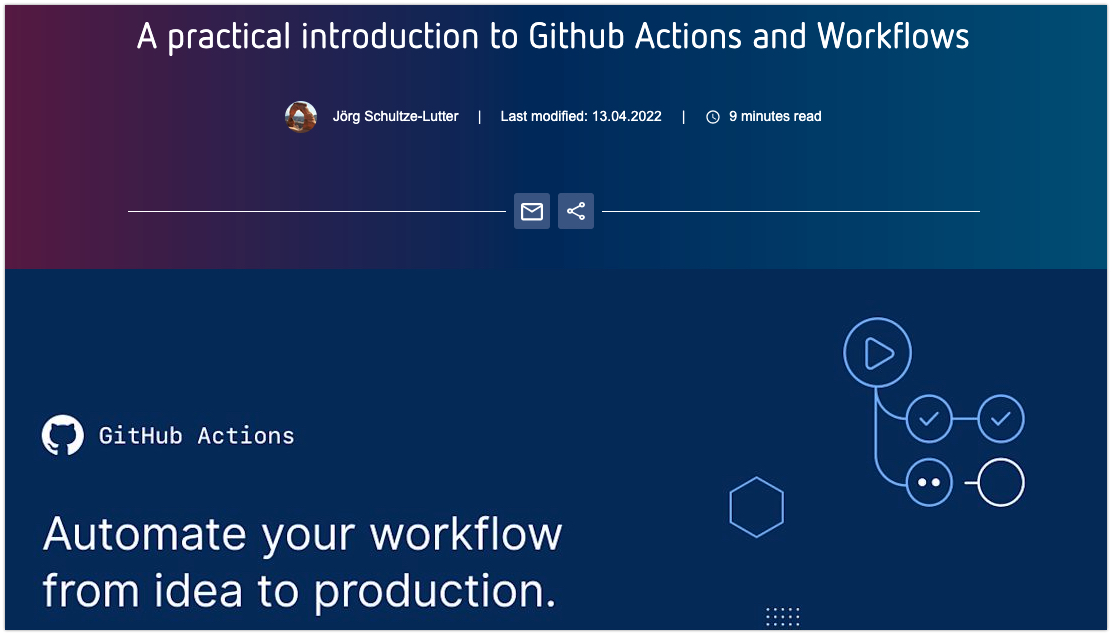 A practical introduction to Github Actions and Workflows
Jörg Schultze-Lutter | Last modified: 13.04.2022 | 9 minutes read
GitHub Actions
Automate your workflow
from idea to production.